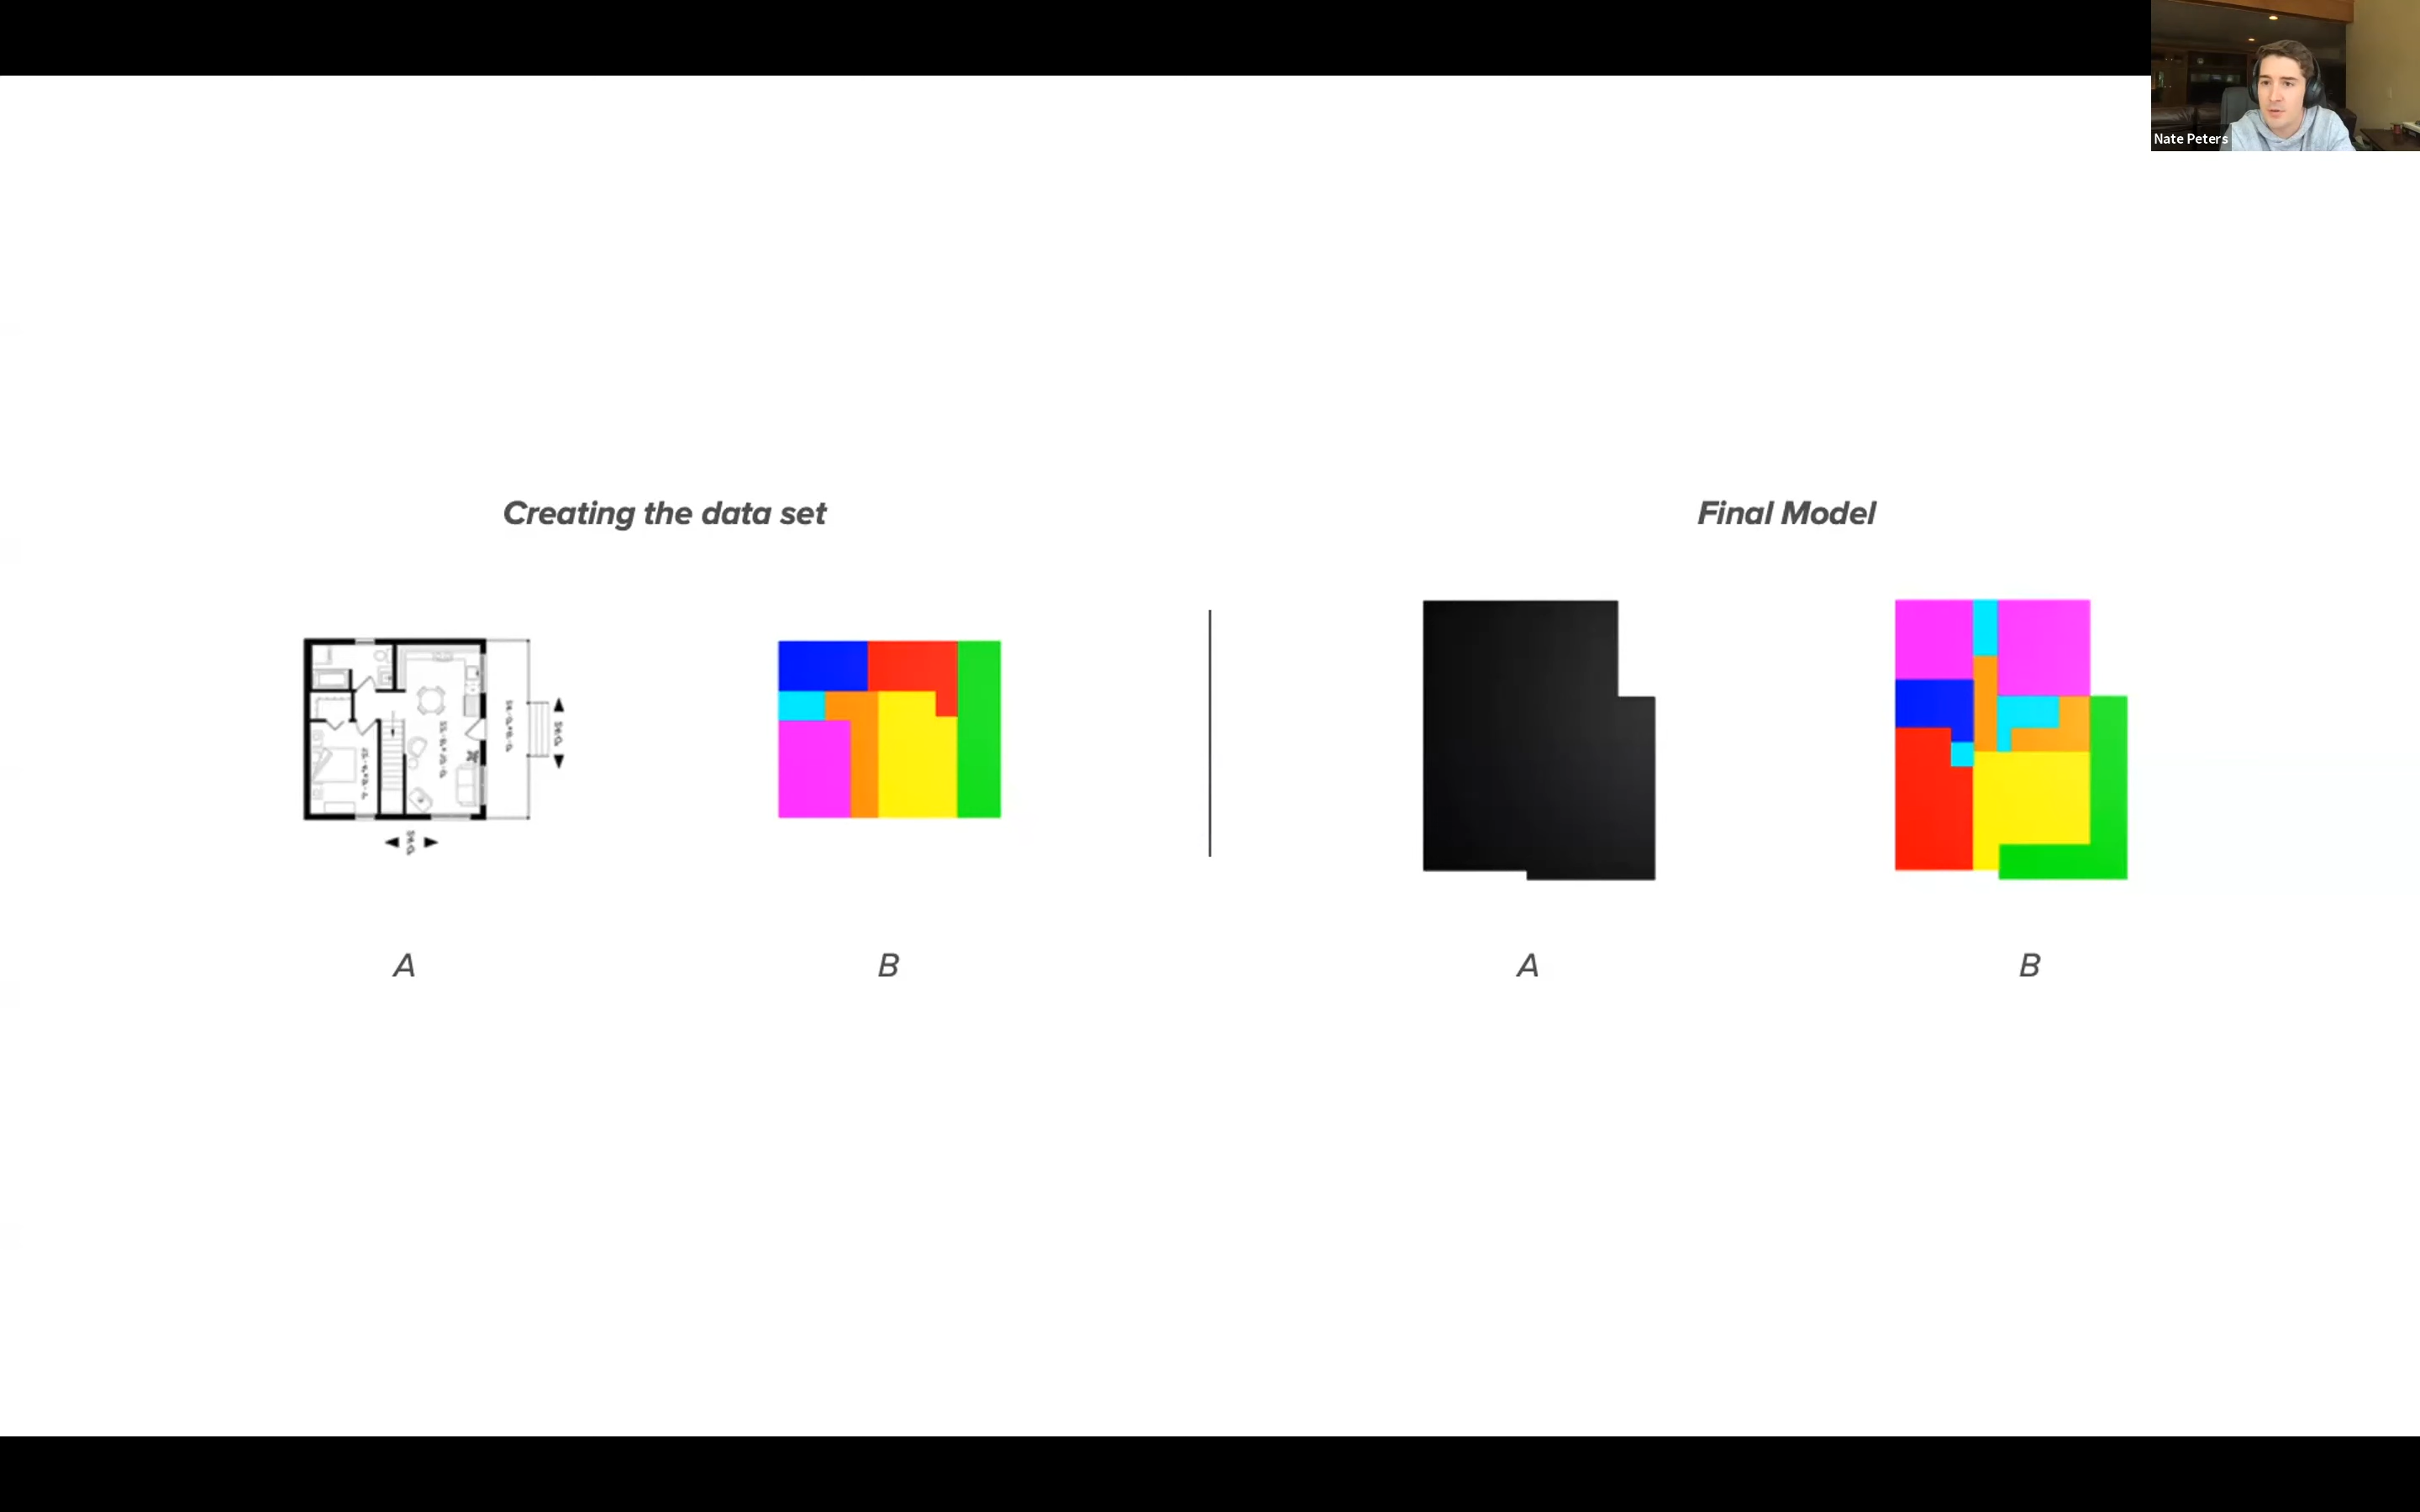 Nate Peters
Creating the data set
Final Model
A
B
A
B